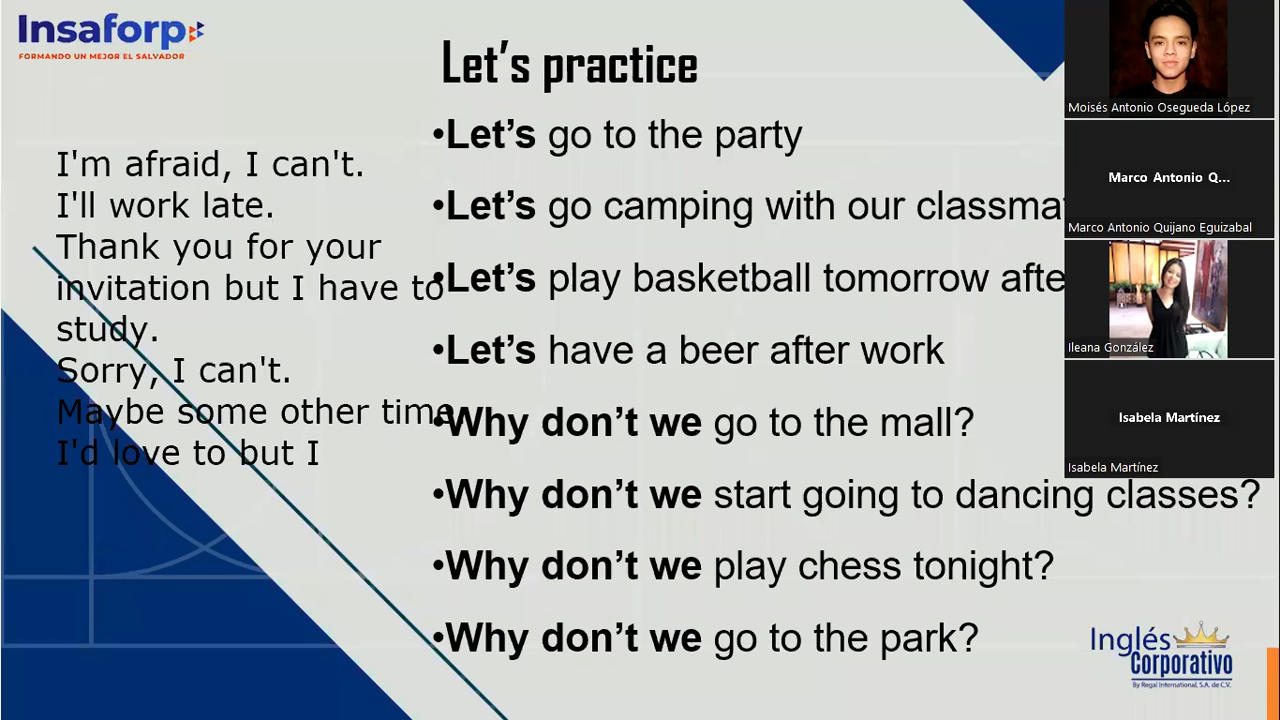 Insaforp
FORMANDO UN MEJOR EL SALVADOR
Let's practice
I'm afraid, I can't.
I'll work late.
Thank you for your
invitation but I have to
study.
Sorry, I can't.
Maybe some other time
I'd love to but I
•Let's go to the party
•Let's go camping with our classma
•Let's play basketball tomorrow afte
•Let's have a beer after work
•Why don't we go to the mall?
•Why don't we start going to dancing classes?
•Why don't we play chess tonight?
•Why don't we go to the park?
Moisés Antonio Osegueda López
Marco Antonio Q...
Marco Antonio Quijano Eguizabal
Ileana González
Isabela Martínez
Isabela Martínez
Inglés
Corporativo
By Regal International, S.A. de C.V.